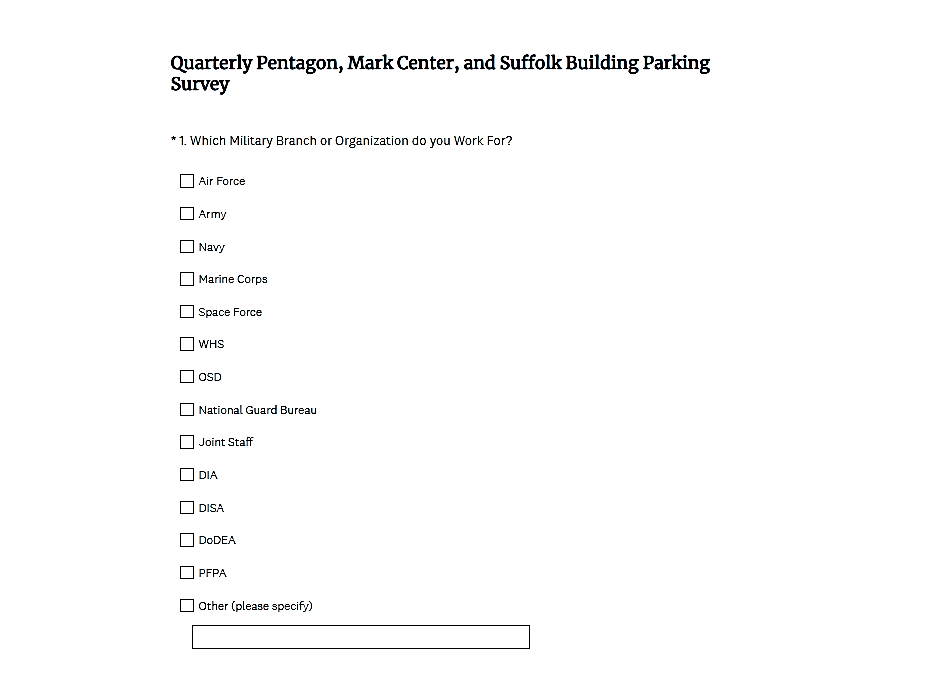 Quarterly Pentagon, Mark Center, and Suffolk Building Parking
Survey
* 1. Which Military Branch or Organization do you Work For?
Air Force
Army
Navy
Marine Corps
Space Force
WHS
OSD
National Guard Bureau
Joint Staff
DIA
DISA
DoDEA
PFPA
Other (please specify)